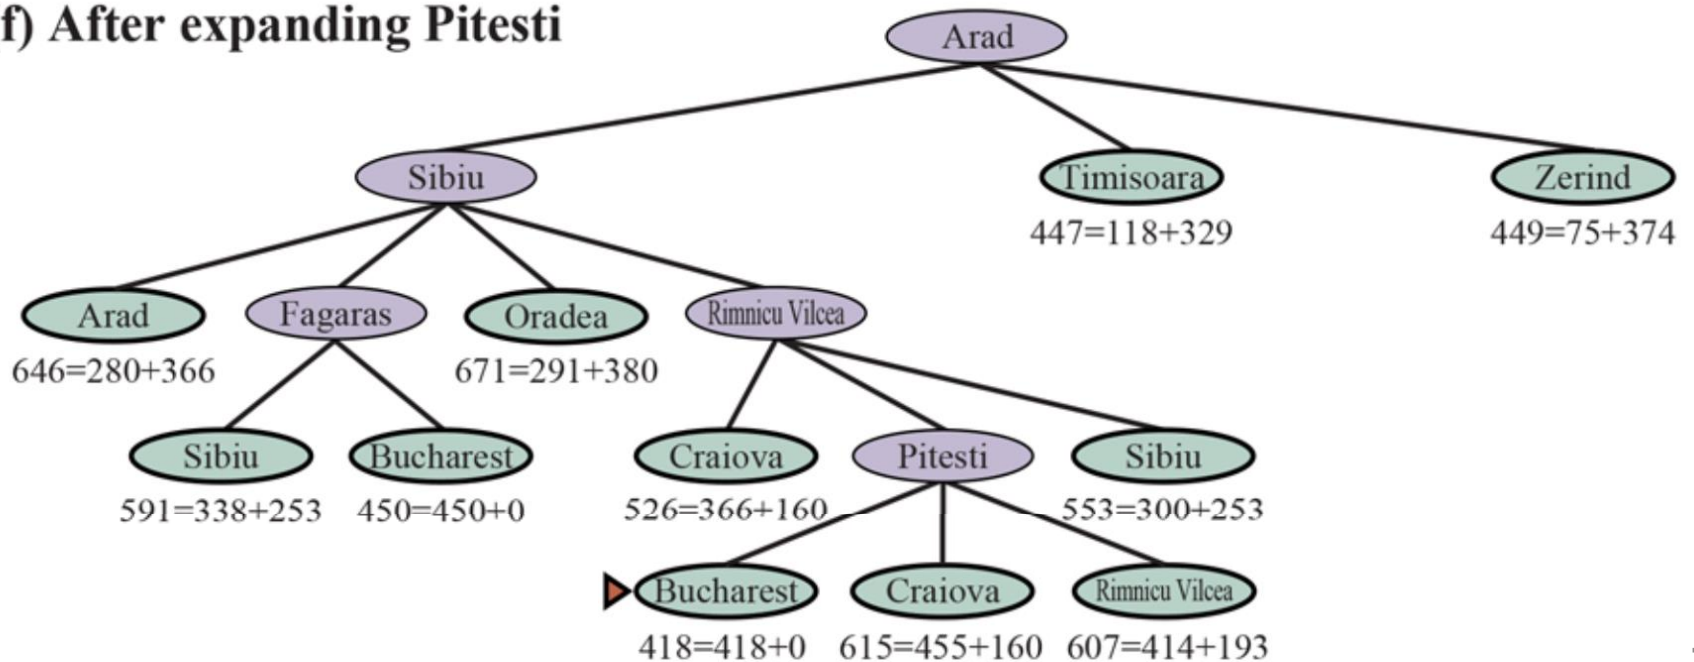 f) After expanding Pitesti
Arad
Sibiu
Timisoara
Zerind
447=118+329
449=75+374
Arad
Fagaras
Oradea
Rimnicu Vilcea
646=280+366
671=291+380
Sibiu
Bucharest
Craiova
Pitesti
Sibiu
591=338+253
450=450+0
526=366+160
553=300+253
Bucharest
Craiova
Rimnicu Vilcea
418=418+0
615=455+160
607=414+193